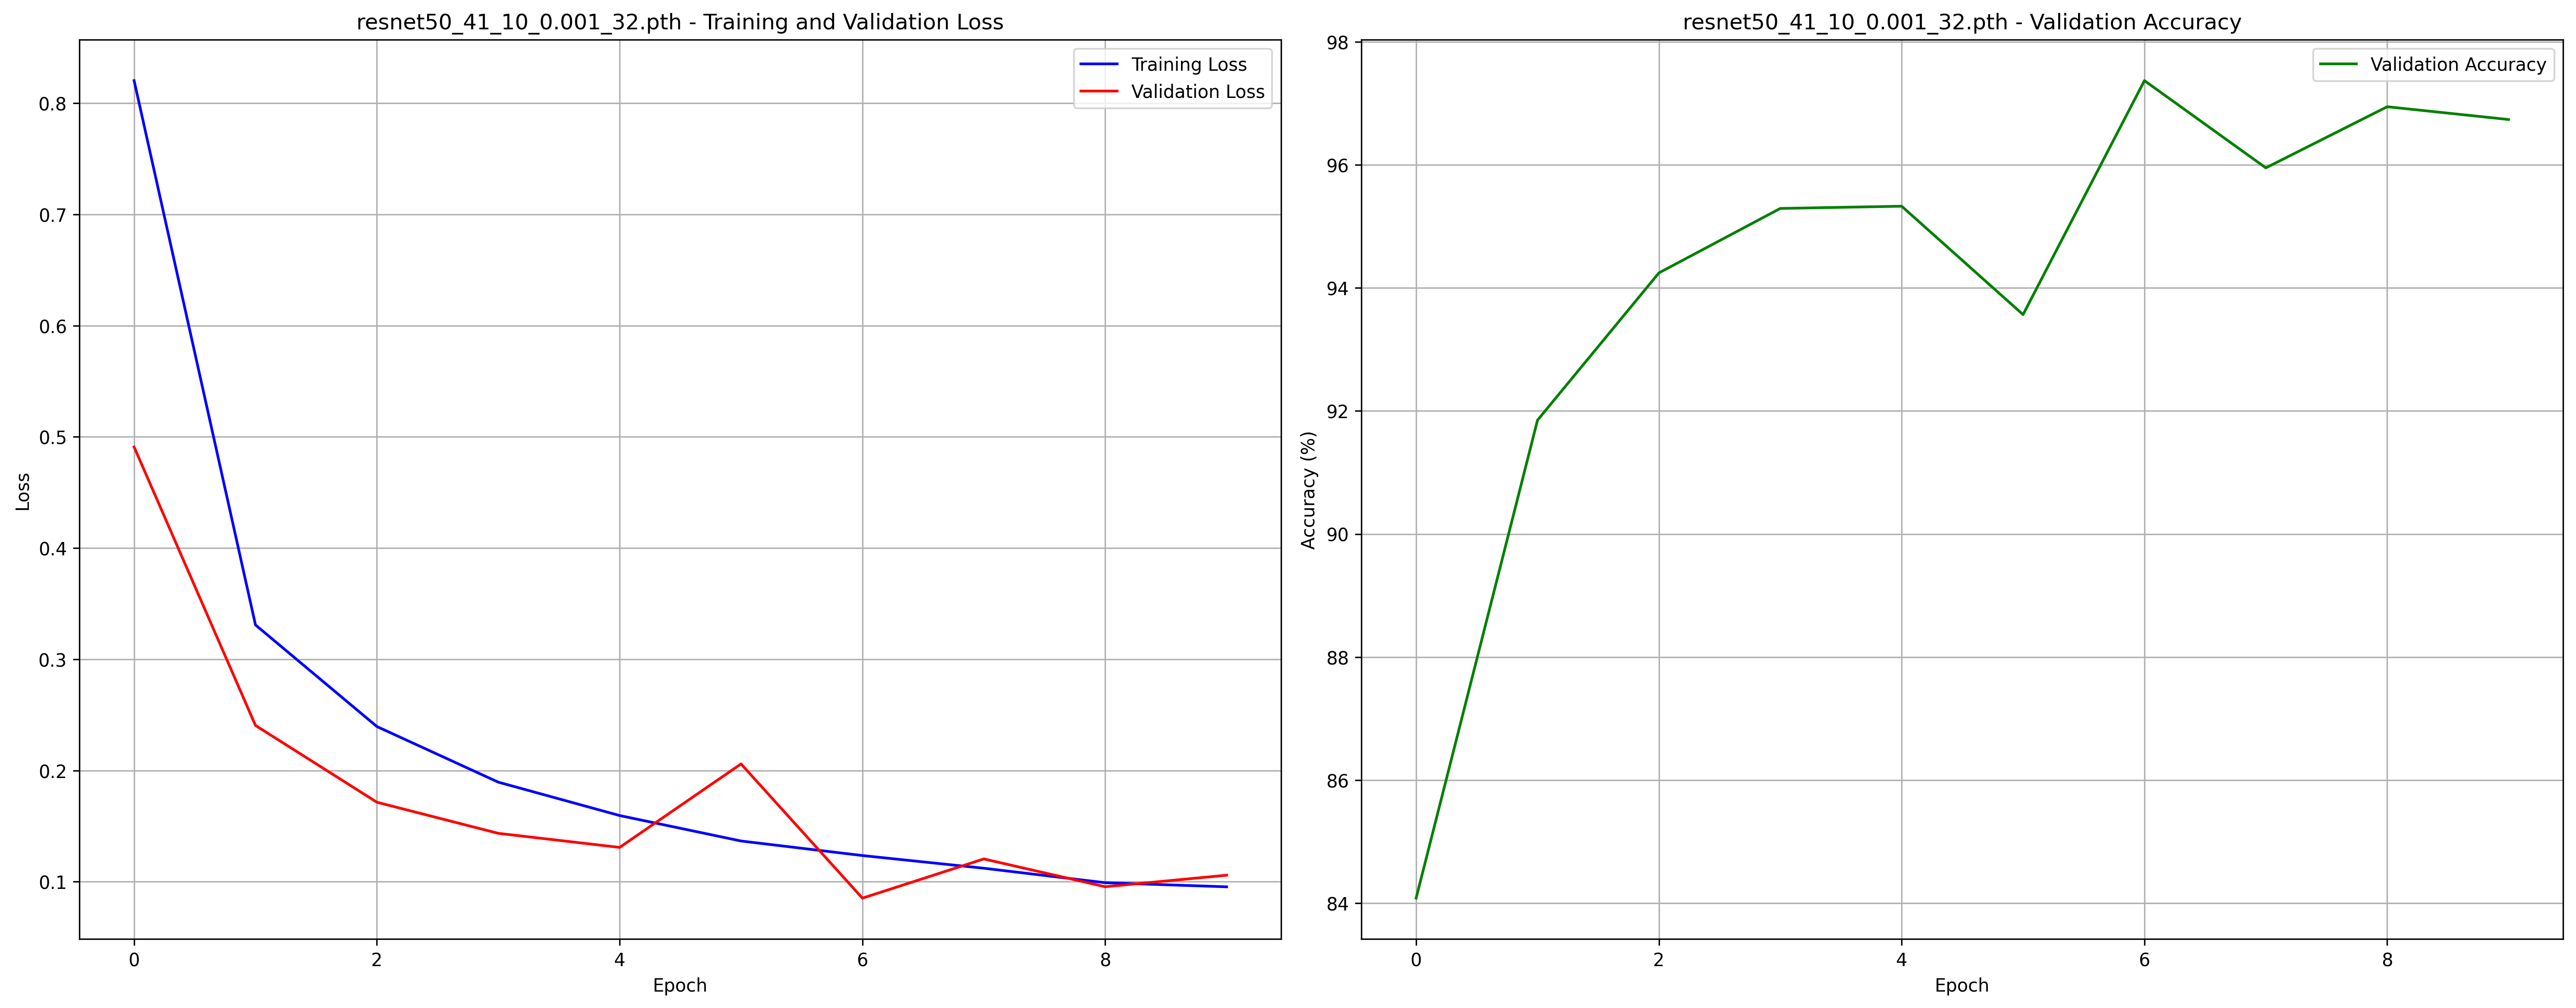 resnet50_41_10_0.001_32.pth - Training and Validation Loss
Training Loss
Validation Loss
0.8
0.7
0.6
0.5
0.4
0.3
0.2
0.1
Loss
0 2 4 6 8
Epoch
resnet50_41_10_0.001_32.pth - Validation Accuracy
Validation Accuracy
98
96
94
92
90
88
86
84
Accuracy (%)
0 2 4 6 8
Epoch